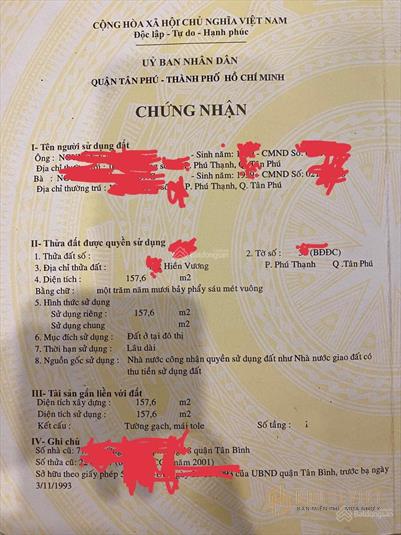 CỘNG HÒA XÃ HỘI CHỦ NGHĨA VIỆT NAM
Độc lập - Tự do - Hạnh phúc
UỶ BAN NHÂN DÂN
QUẬN TÂN PHÚ - THÀNH PHỐ HỒ CHÍ MINH
CHỨNG NHẬN
I- Tên người sử dụng đất
Ông : - Sinh năm: CMND Số:
Địa chỉ thường P. Phú Thạnh, Q. Tân Phú
Bà : - Sinh năm: CMND Số:
Địa chỉ thường trú : P. Phú Thạnh, Q. Tân Phú
II- Thửa đất được quyền sử dụng
1. Thửa đất số: 2. Tờ số: (BĐĐC)
3. Địa chỉ thửa đất : Hiền Vương P. Phú Thạnh Q .Tân Phú
4. Diện tích : 157,6 m2
Bằng chữ : một trăm năm mươi bảy phẩy sáu mét vuông
5. Hình thức sử dụng
Sử dụng riêng : 157,6 m2
Sử dụng chung m2
6. Mục đích sử dụng : Đất ở tại đô thị
7. Thời hạn sử dụng : Lâu dài
8. Nguồn gốc sử dụng : Nhà nước công nhận quyền sử dụng đất như Nhà nước giao đất có
thu tiền sử dụng đất
III- Tài sản gắn liền với đất
Diện tích xây dựng : 157,6 m2
Diện tích sử dụng : 157,6 m2
Kết cấu : Tường gạch, mái tole Số tầng :
IV- Ghi chú
Số nhà cũ: quận Tân Bình
Số thửa cũ: năm 2001)
Sở hữu theo giấy phép của UBND quận Tân Bình, trước bạ ngày
3/11/1993